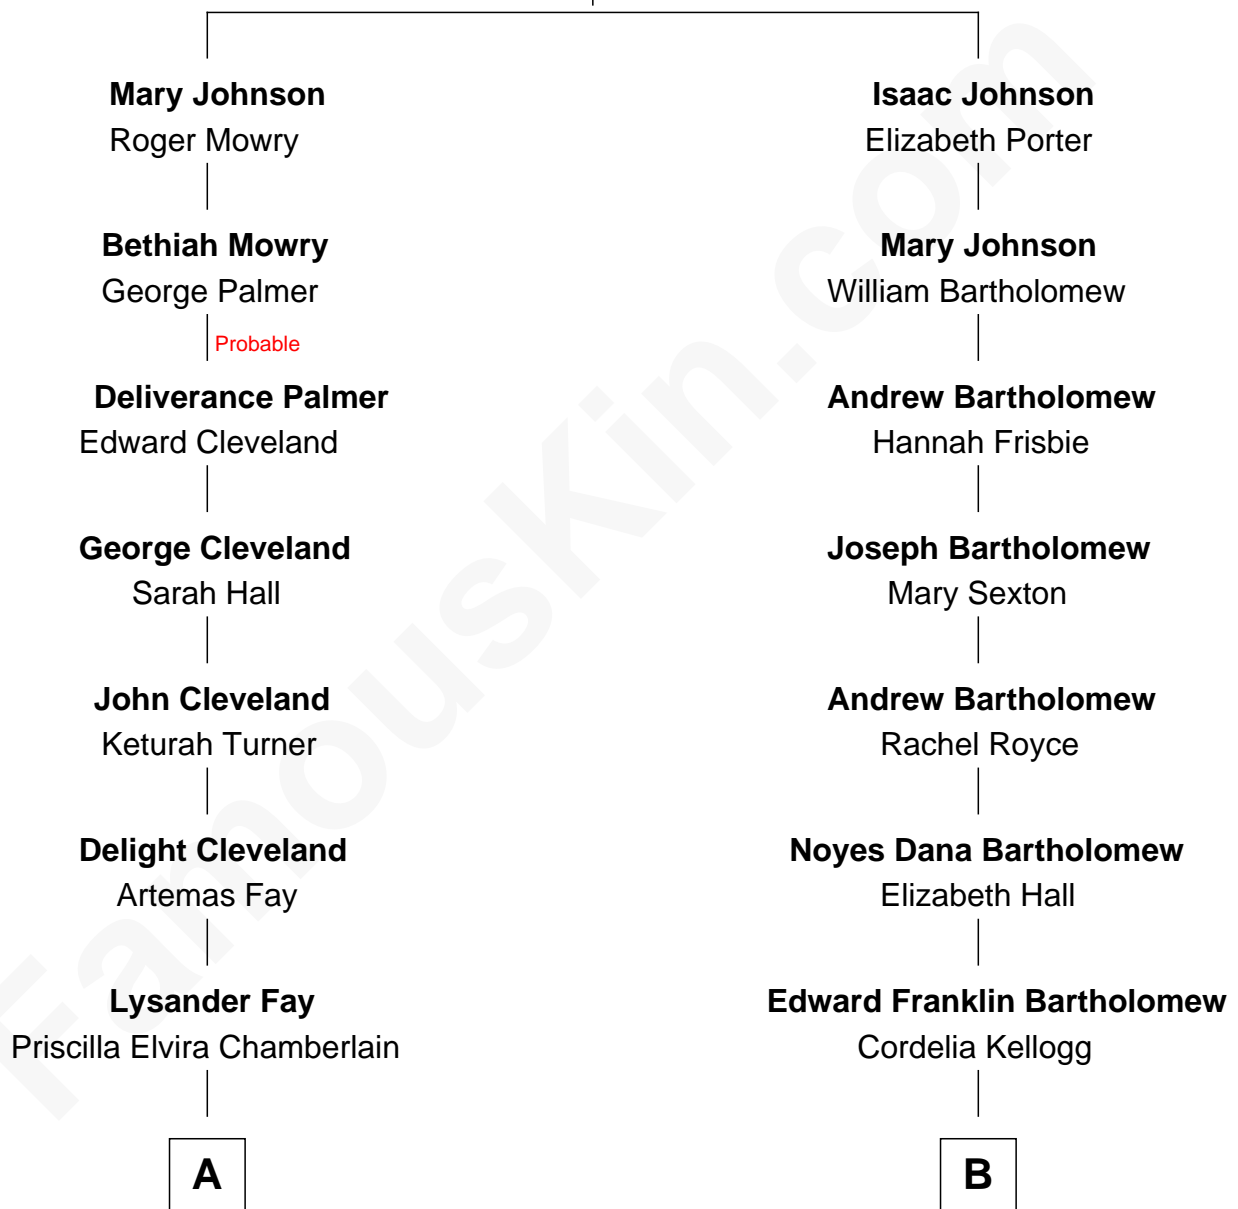 Mary Johnson
Roger Mowry
Bethiah Mowry
George Palmer
Probable
Deliverance Palmer
Edward Cleveland
George Cleveland
Sarah Hall
John Cleveland
Keturah Turner
Delight Cleveland
Artemas Fay
Lysander Fay
Priscilla Elvira Chamberlain
A
Isaac Johnson
Elizabeth Porter
Mary Johnson
William Bartholomew
Andrew Bartholomew
Hannah Frisbie
Joseph Bartholomew
Mary Sexton
Andrew Bartholomew
Rachel Royce
Noyes Dana Bartholomew
Elizabeth Hall
Edward Franklin Bartholomew
Cordelia Kellogg
B
FamousKin.com